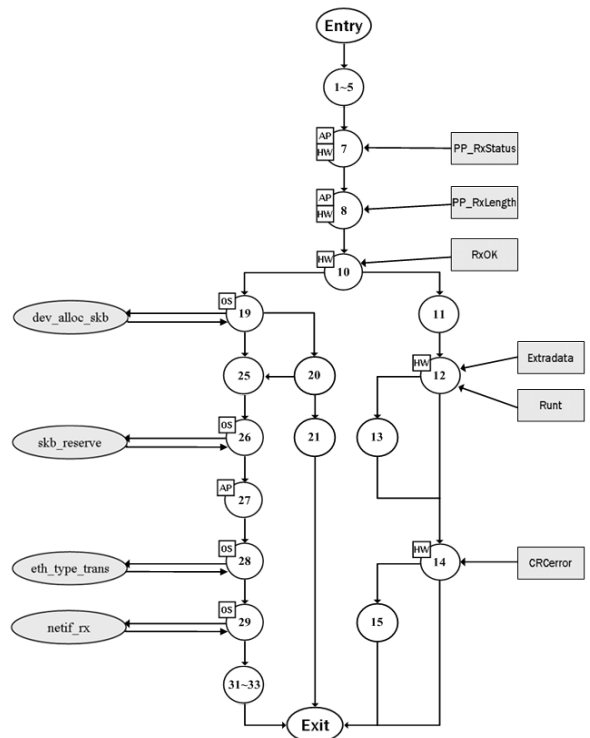 Entry
1~5
AP
HW
7
PP_RxStatus
AP
HW
8
PP_RxLength
HW
10
RxOK
OS
19
dev_alloc_skb
11
HW
12
Extradata
25
20
Runt
OS
26
skb_reserve
21
13
AP
27
OS
28
eth_type_trans
HW
14
CRCerror
OS
29
netif_rx
15
31~33
Exit